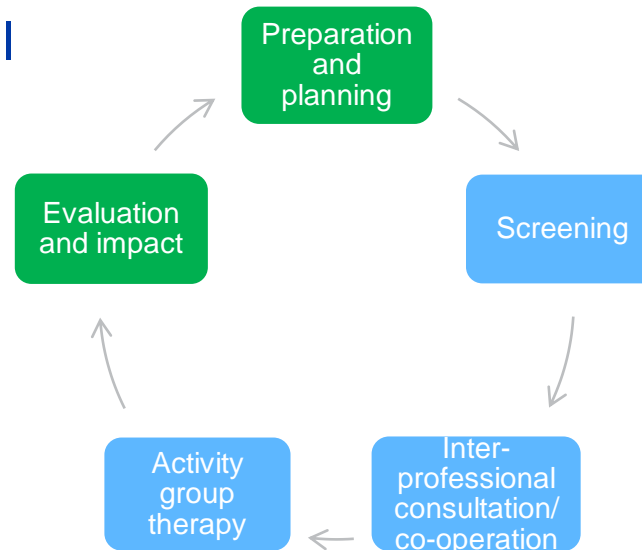 Preparation
and
planning
Screening
Inter-
professional
consultation/
co-operation
Activity
group
therapy
Evaluation
and impact